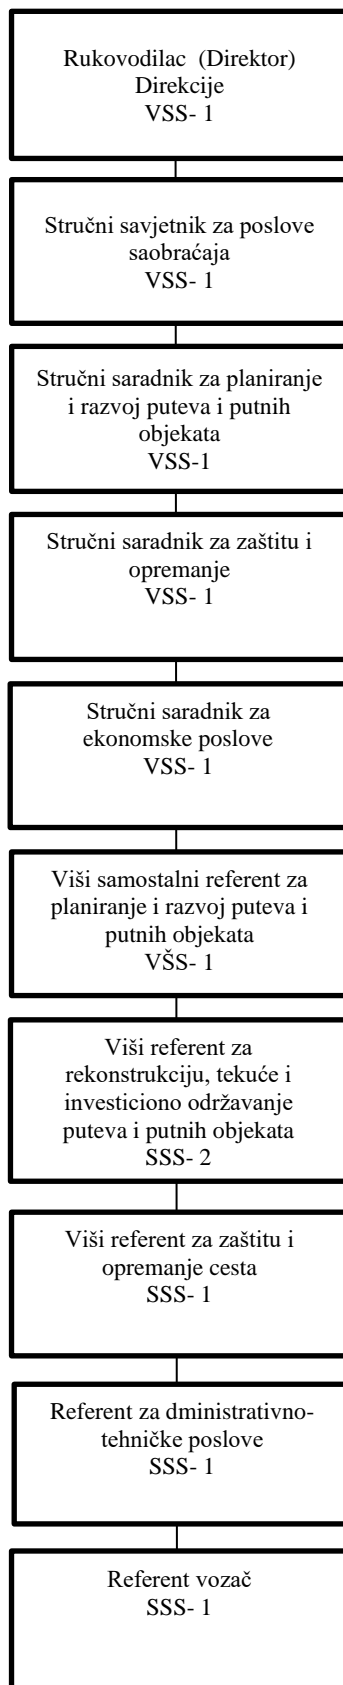 Rukovodilac (Direktor)
Direkcije
VSS- 1
Stručni savjetnik za poslove
saobraćaja
VSS- 1
Stručni saradnik za planiranje
i razvoj puteva i putnih
objekata
VSS-1
Stručni saradnik za zaštitu i
opremanje
VSS- 1
Stručni saradnik za
ekonomske poslove
VSS- 1
Viši samostalni referent za
planiranje i razvoj puteva i
putnih objekata
VŠS- 1
Viši referent za
rekonstrukciju, tekuće i
investiciono održavanje
puteva i putnih objekata
SSS- 2
Viši referent za zaštitu i
opremanje cesta
SSS- 1
Referent za dministrativno-
tehničke poslove
SSS- 1
Referent vozač
SSS- 1